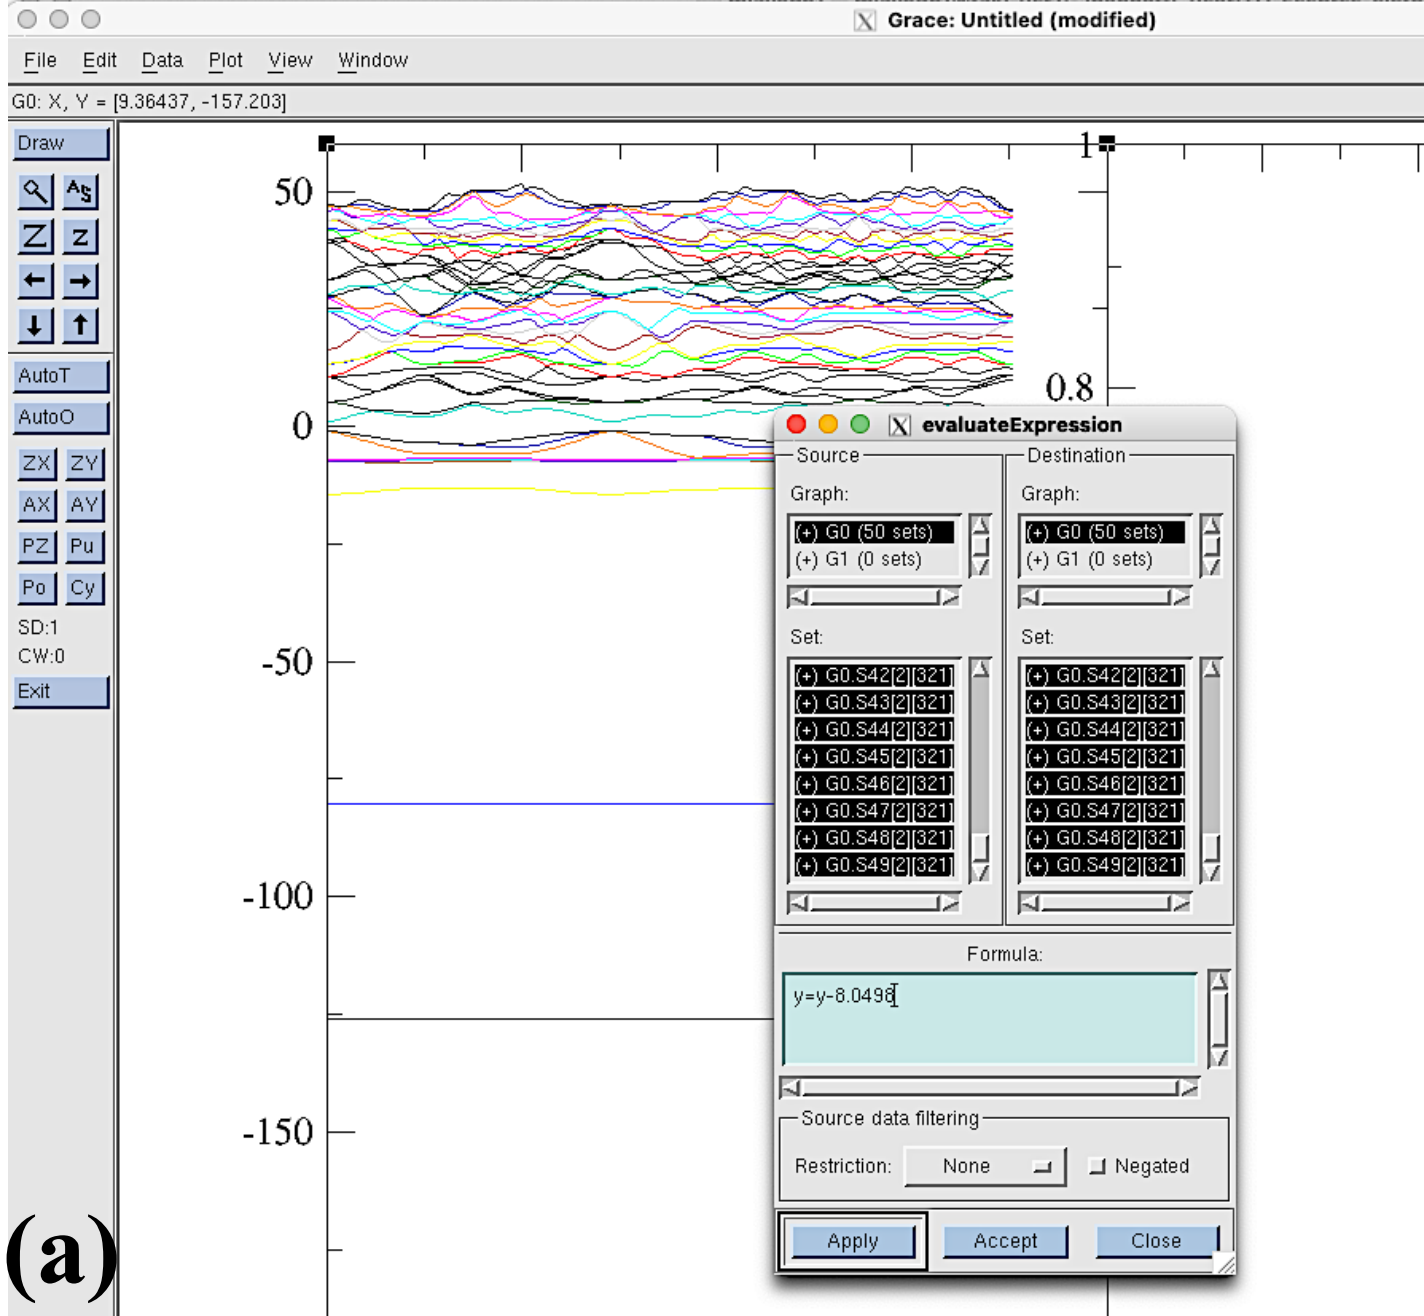 Grace: Untitled (modified)
File Edit Data Plot View Window
G0: X, Y = [9.36437, -157.203]
Draw
A S
Z z
AutoT
AutoO
ZX ZY
AX AY
PZ Pu
Po Cy
SD:1
CW:0
Exit
50
0
-50
-100
-150
1
0.8
evaluateExpression
Source
Graph:
(+) G0 (50 sets)
(+) G1 (0 sets)
Set:
(+) G0.S42[2][321]
(+) G0.S43[2][321]
(+) G0.S44[2][321]
(+) G0.S45[2][321]
(+) G0.S46[2][321]
(+) G0.S47[2][321]
(+) G0.S48[2][321]
(+) G0.S49[2][321]
Destination
Graph:
(+) G0 (50 sets)
(+) G1 (0 sets)
Set:
(+) G0.S42[2][321]
(+) G0.S43[2][321]
(+) G0.S44[2][321]
(+) G0.S45[2][321]
(+) G0.S46[2][321]
(+) G0.S47[2][321]
(+) G0.S48[2][321]
(+) G0.S49[2][321]
Formula:
y=y-8.0498
Source data filtering
Restriction: None Negated
Apply Accept Close
(a)